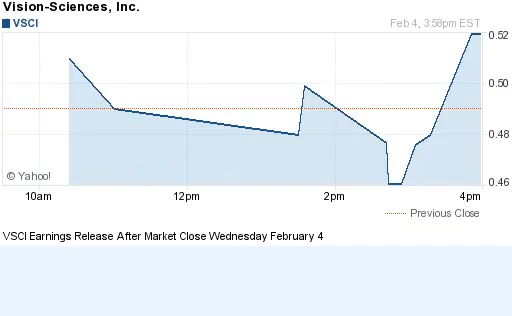 Vision-Sciences, Inc.
VSCI
Feb 4, 3:58pm EST
0.52
0.50
0.48
0.46
© Yahoo!
10am 12pm 2pm 4pm
Previous Close
VSCI Earnings Release After Market Close Wednesday February 4